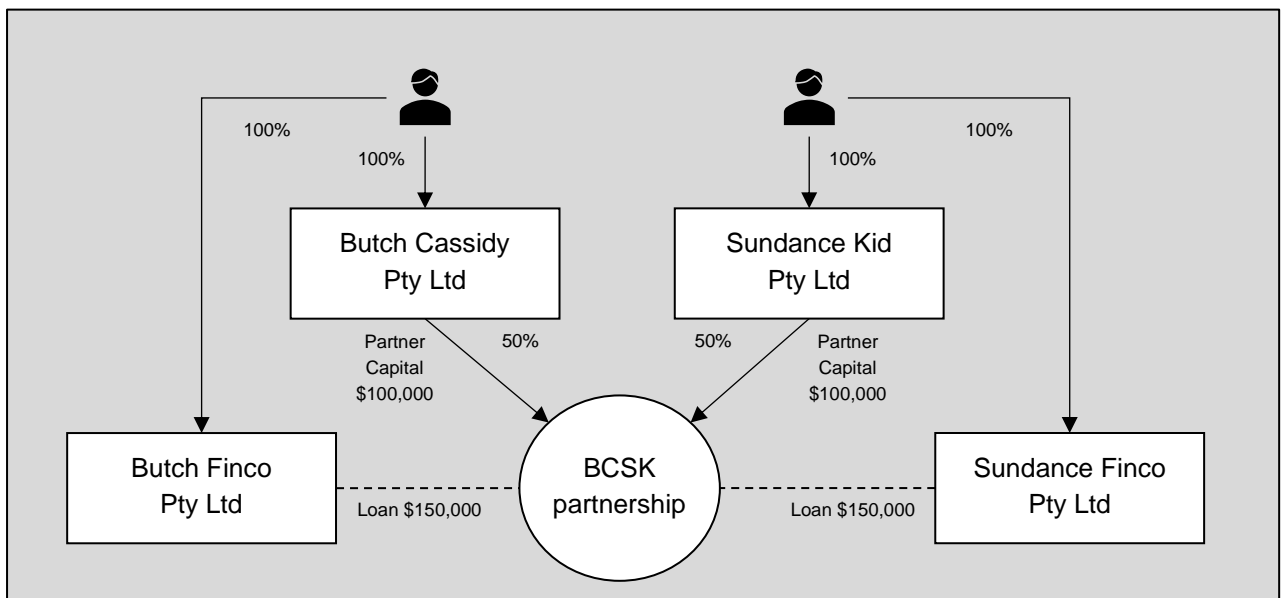 100%
100%
100%
100%
Butch Cassidy
Pty Ltd
Sundance Kid
Pty Ltd
Partner
Capital
$100,000
50%
50%
Partner
Capital
$100,000
Butch Finco
Pty Ltd
Loan $150,000
BCSK
partnership
Loan $150,000
Sundance Finco
Pty Ltd